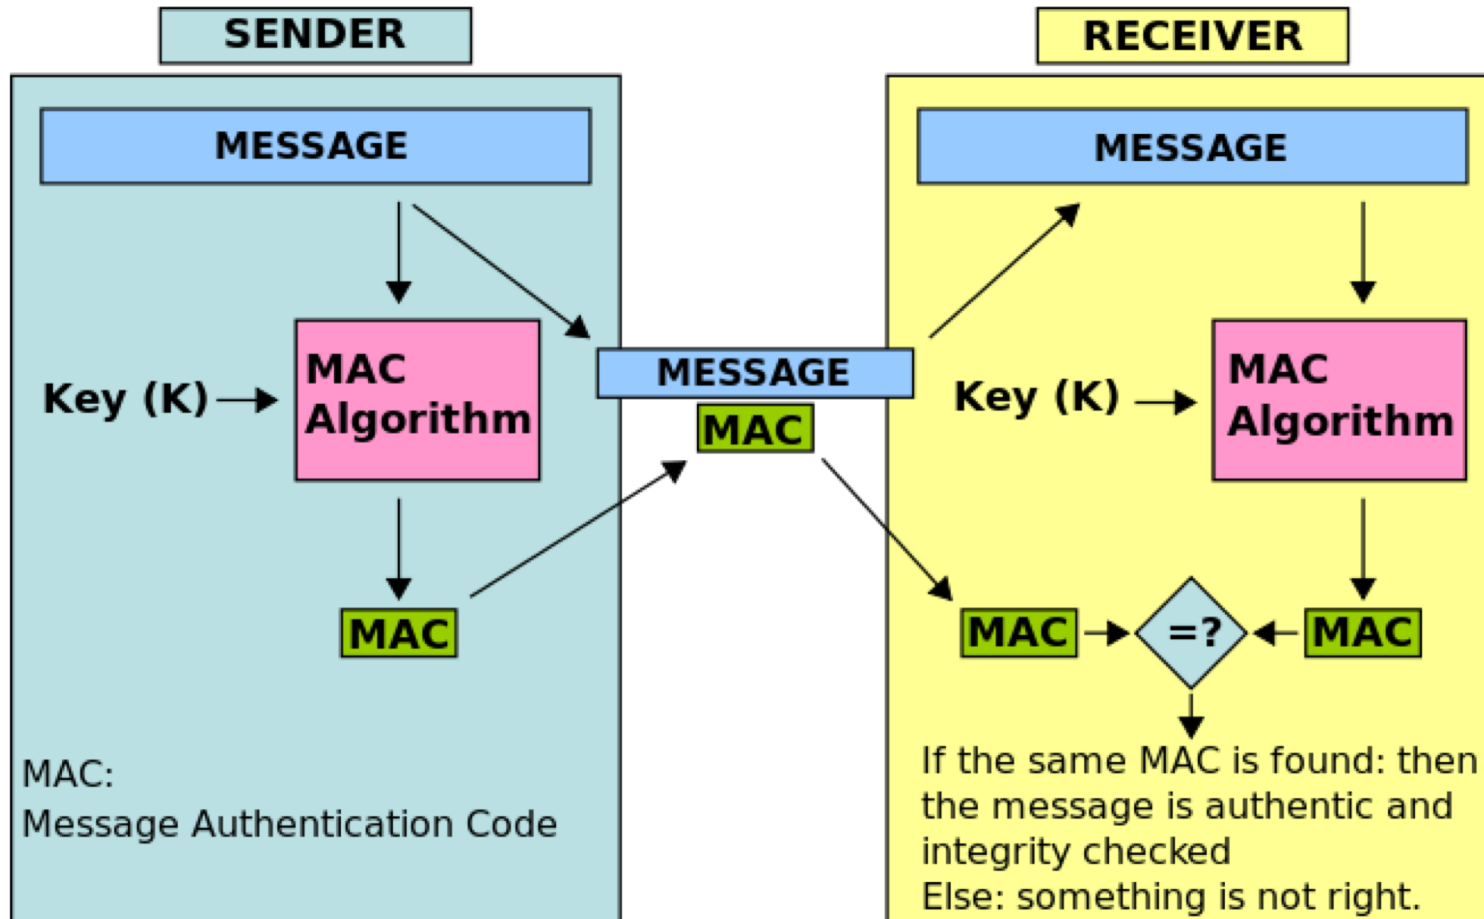 SENDER
MESSAGE
Key (K)
MAC
Algorithm
MAC
MAC:
Message Authentication Code
MESSAGE
MAC
RECEIVER
MESSAGE
Key (K)
MAC
Algorithm
MAC
=?
MAC
If the same MAC is found: then
the message is authentic and
integrity checked
Else: something is not right.